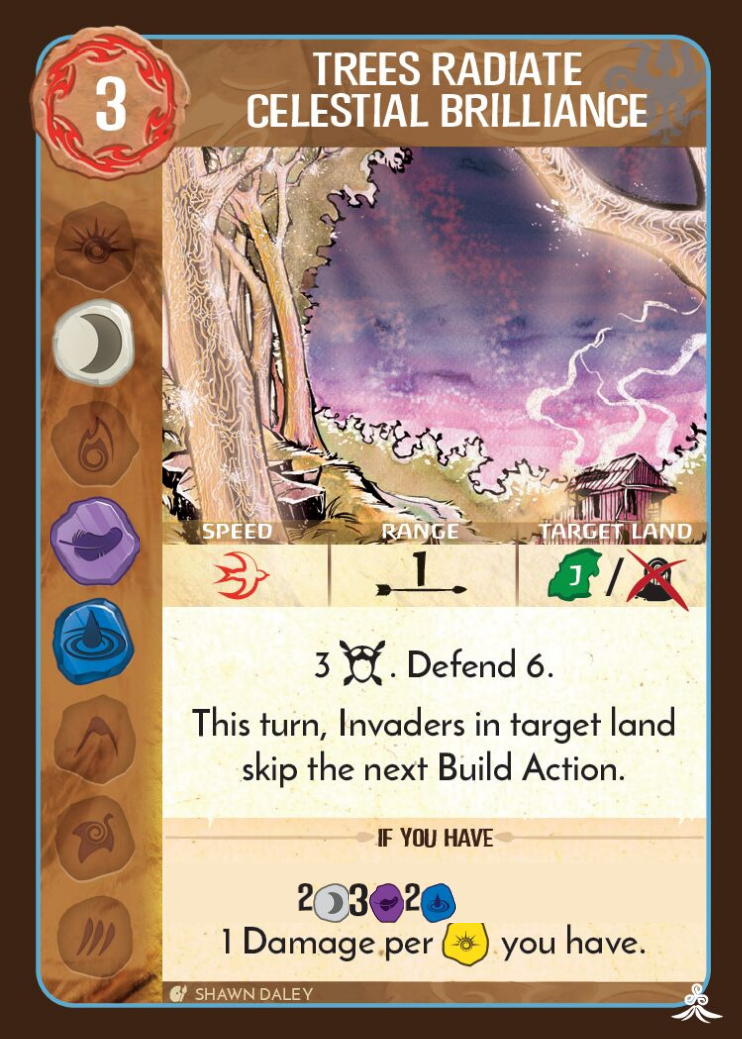 3
TREES RADIATE
CELESTIAL BRILLIANCE
SPEED RANGE TARGET LAND
1 J /
3 . Defend 6.
This turn, Invaders in target land
skip the next Build Action.
IF YOU HAVE
2 3 2
1 Damage per you have.
SHAWN DALEY